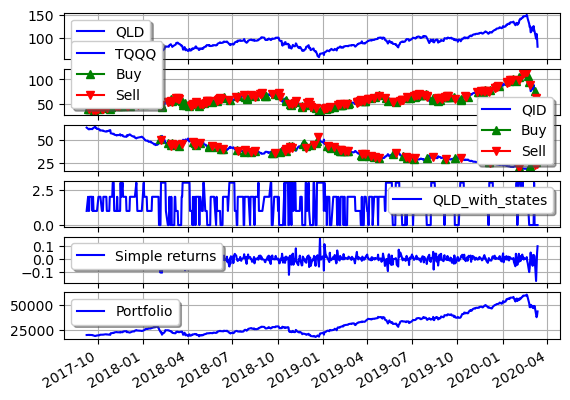 150
100
QLD
TQQQ
Buy
Sell
100
50
QID
Buy
Sell
50
25
2.5
0.0
QLD_with_states
0.1
0.0
−0.1
Simple returns
50000
25000
Portfolio
2017-10
2018-01
2018-04
2018-07
2018-10
2019-01
2019-04
2019-07
2019-10
2020-01
2020-04